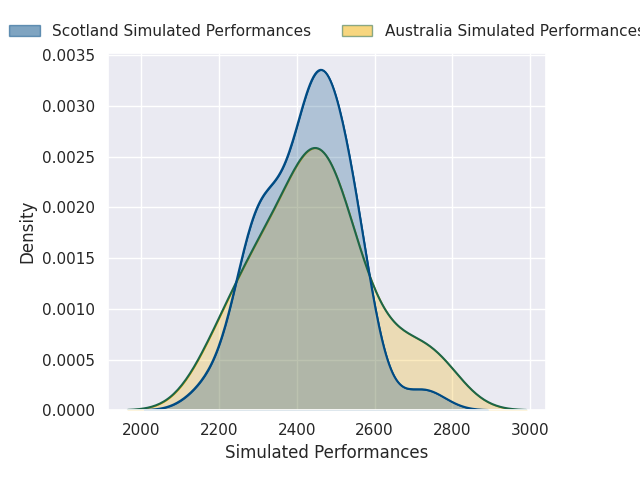 Scotland Simulated Performances
Australia Simulated Performances
0.0035
0.0030
0.0025
0.0020
0.0015
0.0010
0.0005
0.0000
Density
2000 2200 2400 2600 2800 3000
Simulated Performances